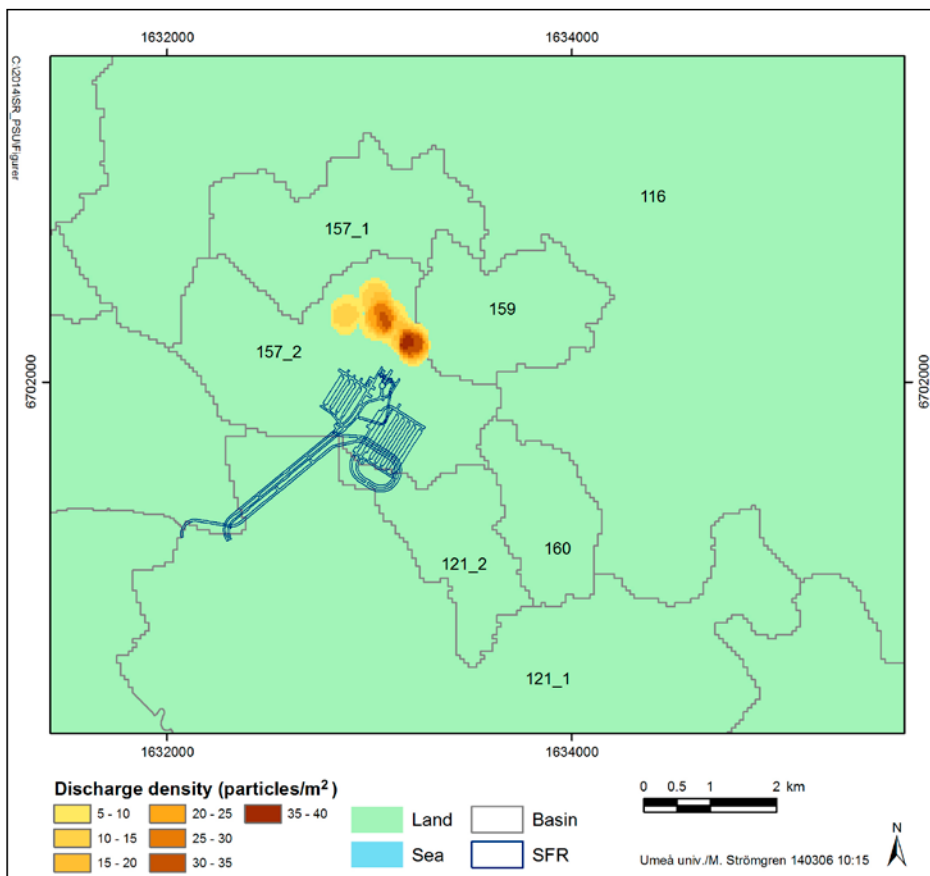 1632000 1634000
C:\2014\SR_PSU\Figurer
116
157_1
159
157_2
6702000 6702000
160
121_2
121_1
1632000 1634000
Discharge density (particles/m²)
5 - 10 20 - 25 35 - 40
10 - 15 25 - 30
15 - 20 30 - 35
Land Basin
Sea SFR
0 0.5 1 2 km
N
Umeå univ./M. Strömgren 140306 10:15